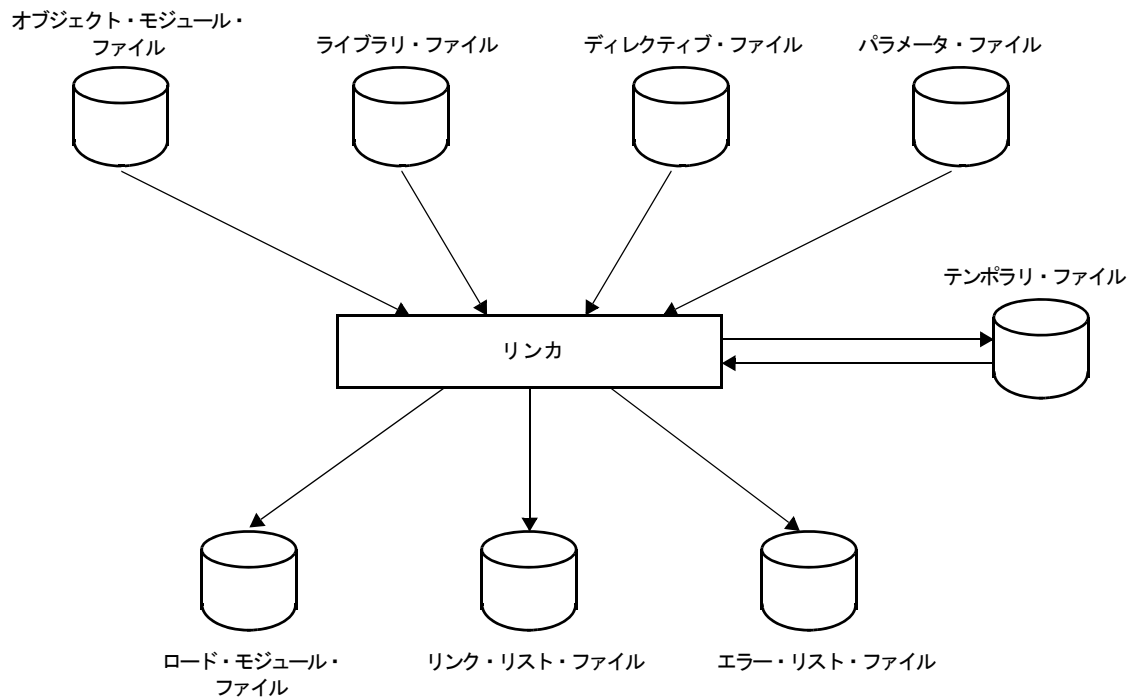 オブジェクト・モジュール・
ファイル
ライブラリ・ファイル
ディレクティブ・ファイル
パラメータ・ファイル
テンポラリ・ファイル
リンカ
ロード・モジュール・
ファイル
リンク・リスト・ファイル
エラー・リスト・ファイル